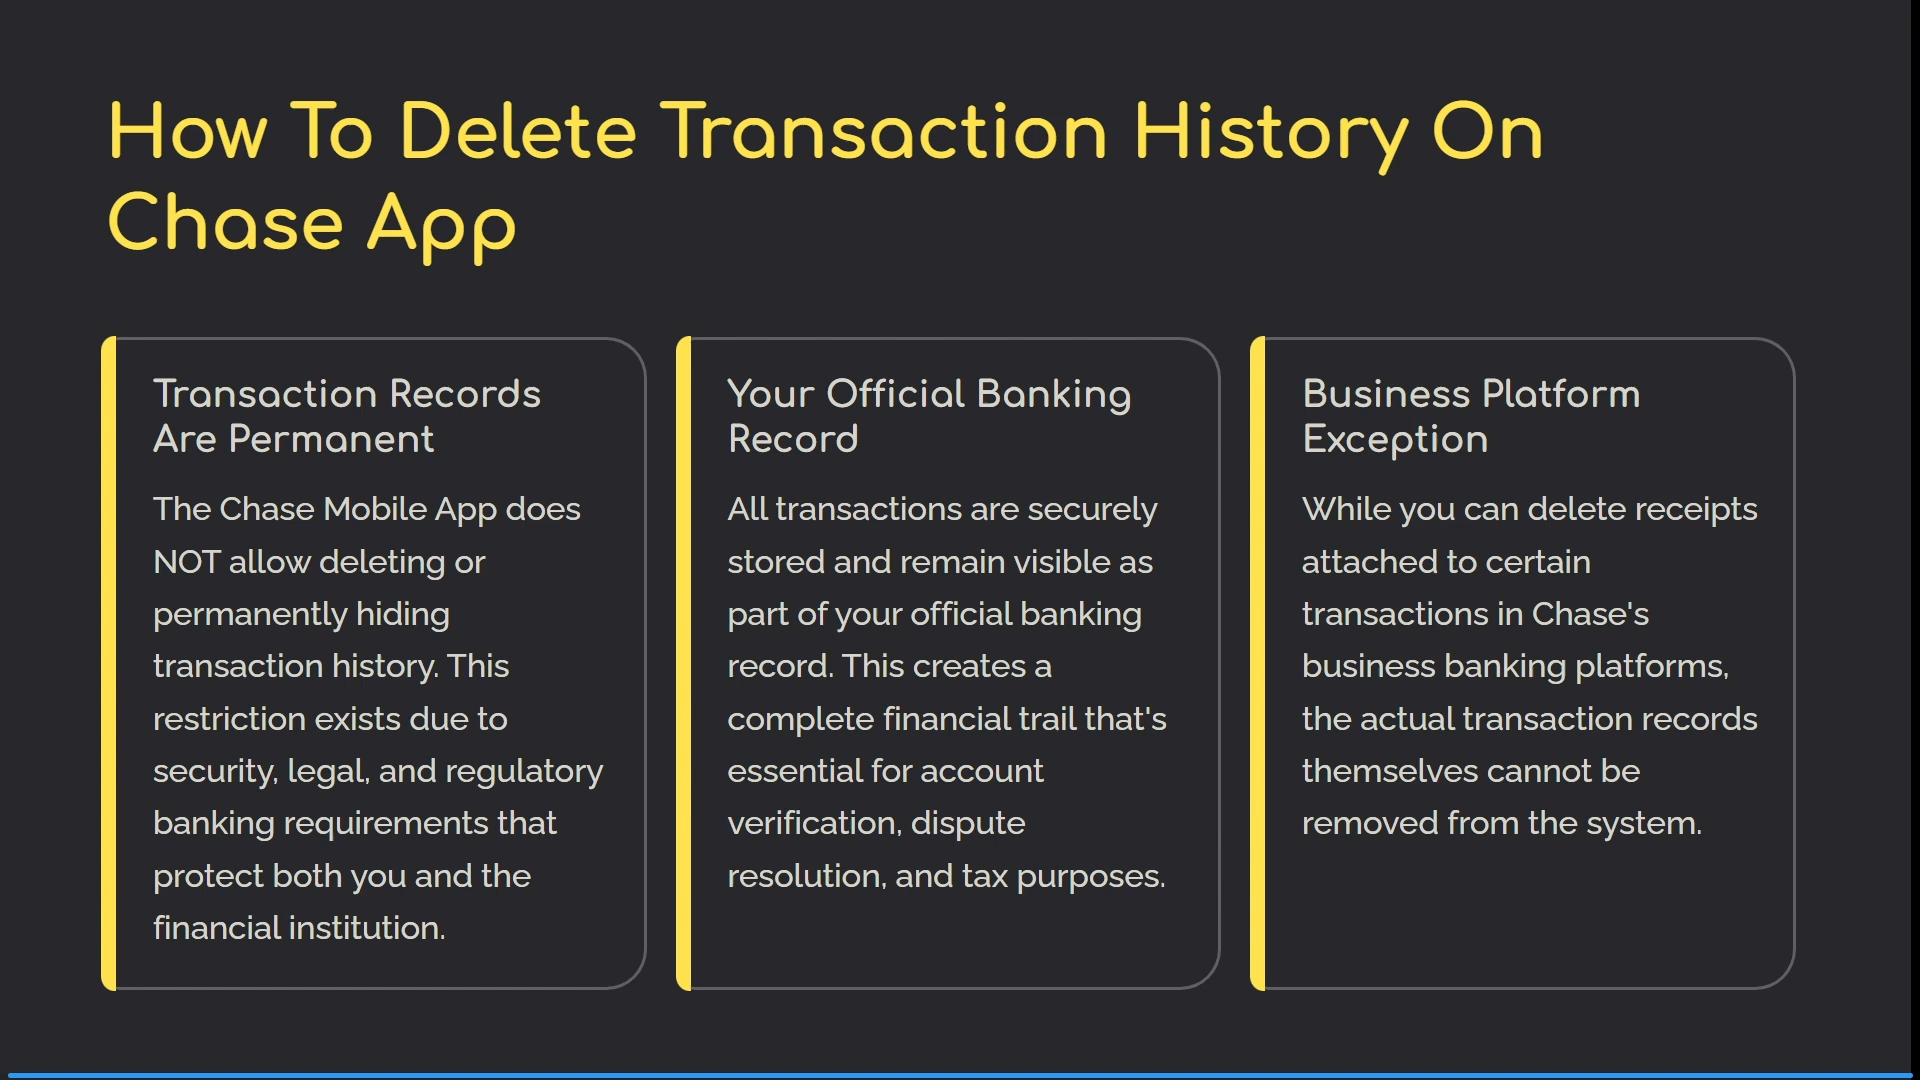 How To Delete Transaction History On
Chase App
Transaction Records
Are Permanent
The Chase Mobile App does
NOT allow deleting or
permanently hiding
transaction history. This
restriction exists due to
security, legal, and regulatory
banking requirements that
protect both you and the
financial institution.
Your Official Banking
Record
All transactions are securely
stored and remain visible as
part of your official banking
record. This creates a
complete financial trail that's
essential for account
verification, dispute
resolution, and tax purposes.
Business Platform
Exception
While you can delete receipts
attached to certain
transactions in Chase's
business banking platforms,
the actual transaction records
themselves cannot be
removed from the system.